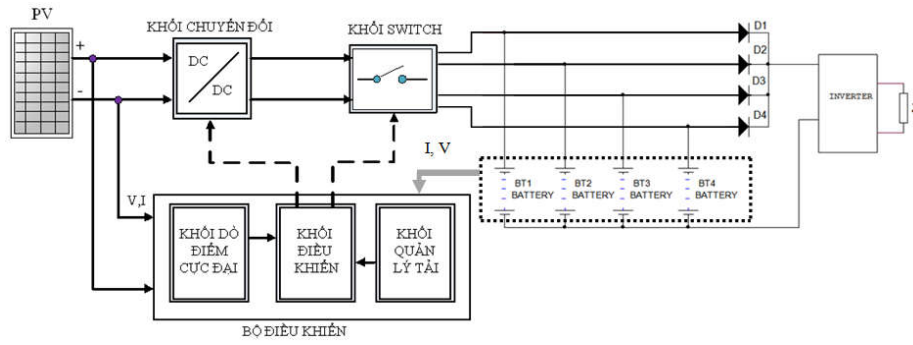 PV
+
-
KHỐI CHUYỂN ĐỔI
DC
DC
KHỐI SWITCH
D1
D2
D3
D4
INVERTER
I, V
BT1
BATTERY
BT2
BATTERY
BT3
BATTERY
BT4
BATTERY
V,I
KHỐI DÒ
ĐIỂM
CỰC ĐẠI
KHỐI
ĐIỀU
KHIỂN
KHỐI
QUẢN
LÝ TẢI
BỘ ĐIỀU KHIỂN